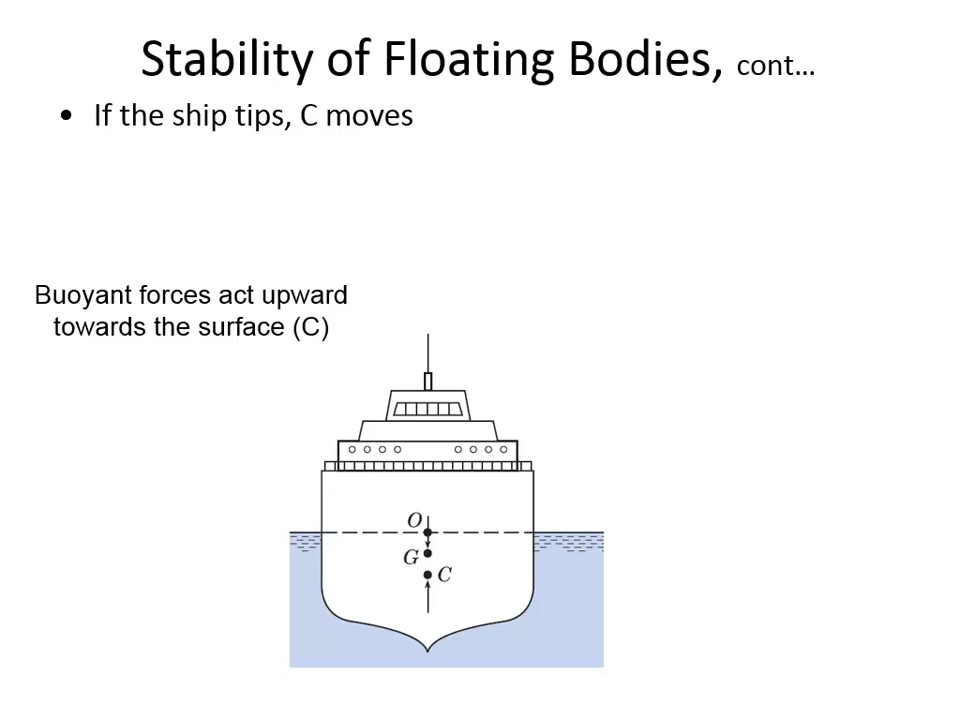 Stability of Floating Bodies, cont...
• If the ship tips, C moves
Buoyant forces act upward
towards the surface (C)
O
G
C